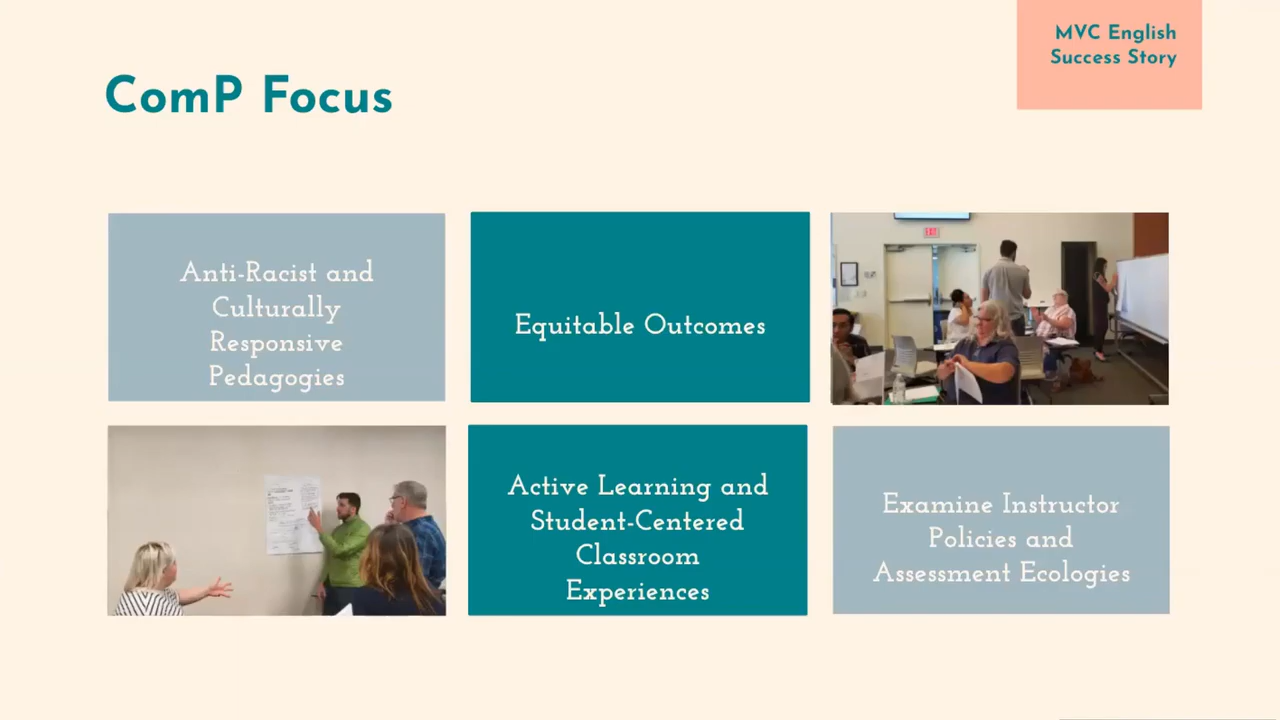 MVC English
Success Story
ComP Focus
Anti-Racist and
Culturally
Responsive
Pedagogies
Equitable Outcomes
Active Learning and
Student-Centered
Classroom
Experiences
Examine Instructor
Policies and
Assessment Ecologies